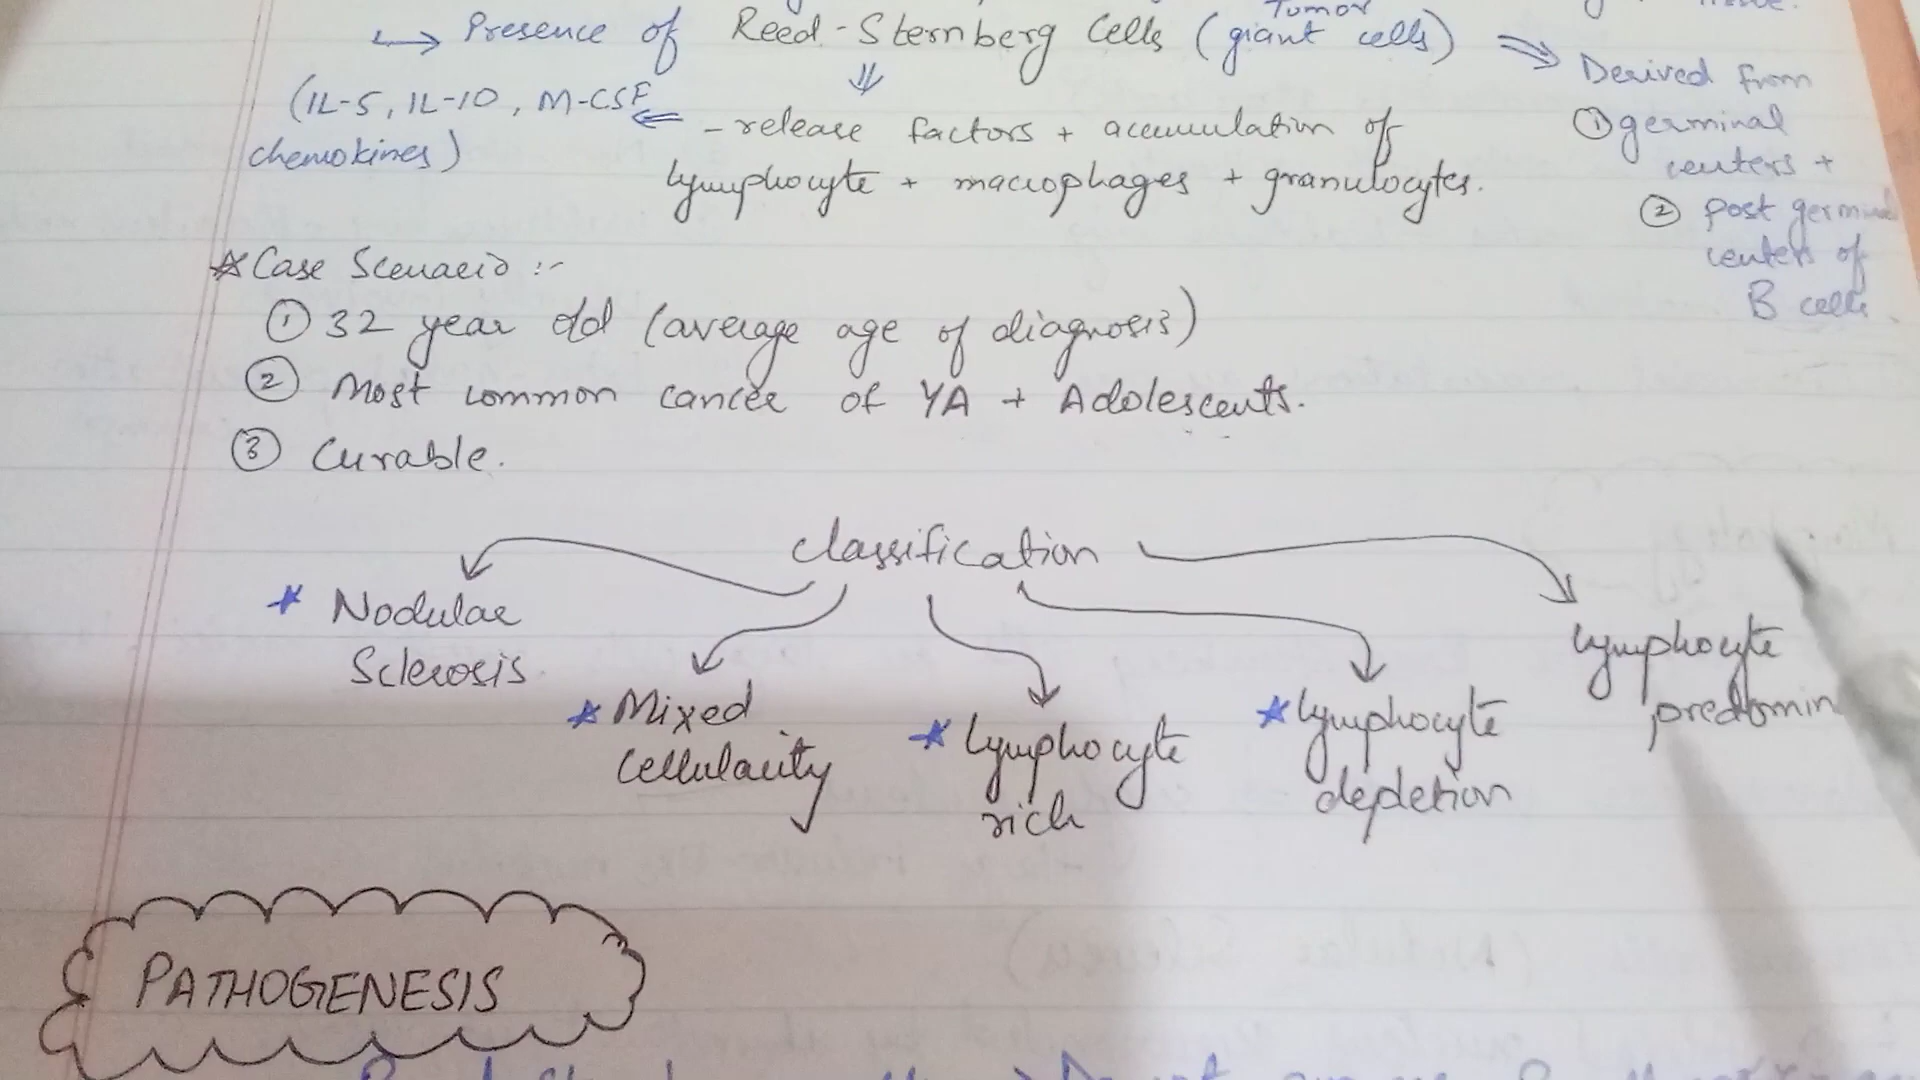 Tumor
↳ Presence of Reed-Sternberg Cells (giant cells) ⇒
⇓
(IL-5, IL-10, M-CSF ⇐ - release factors + accumulation of
chemokines)
lymphocyte + macrophages + granulocytes.
Derived from
① germinal
centers +
② post germinal
centers of
B cells
☆ Case Scenario :-
① 32 year old (average age of diagnosis)
② Most common cancer of YA + Adolescents.
③ Curable.
classification
* Nodular
Sclerosis
* Mixed
cellularity
* Lymphocyte
rich
* lymphocyte
depletion
lymphocyte
predomin
PATHOGENESIS